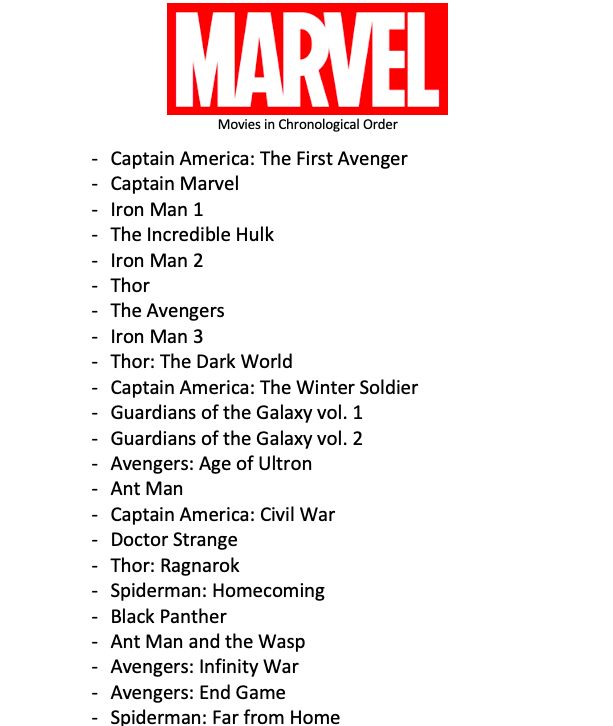 MARVEL
Movies in Chronological Order
- Captain America: The First Avenger
- Captain Marvel
- Iron Man 1
- The Incredible Hulk
- Iron Man 2
- Thor
- The Avengers
- Iron Man 3
- Thor: The Dark World
- Captain America: The Winter Soldier
- Guardians of the Galaxy vol. 1
- Guardians of the Galaxy vol. 2
- Avengers: Age of Ultron
- Ant Man
- Captain America: Civil War
- Doctor Strange
- Thor: Ragnarok
- Spiderman: Homecoming
- Black Panther
- Ant Man and the Wasp
- Avengers: Infinity War
- Avengers: End Game
- Spiderman: Far from Home